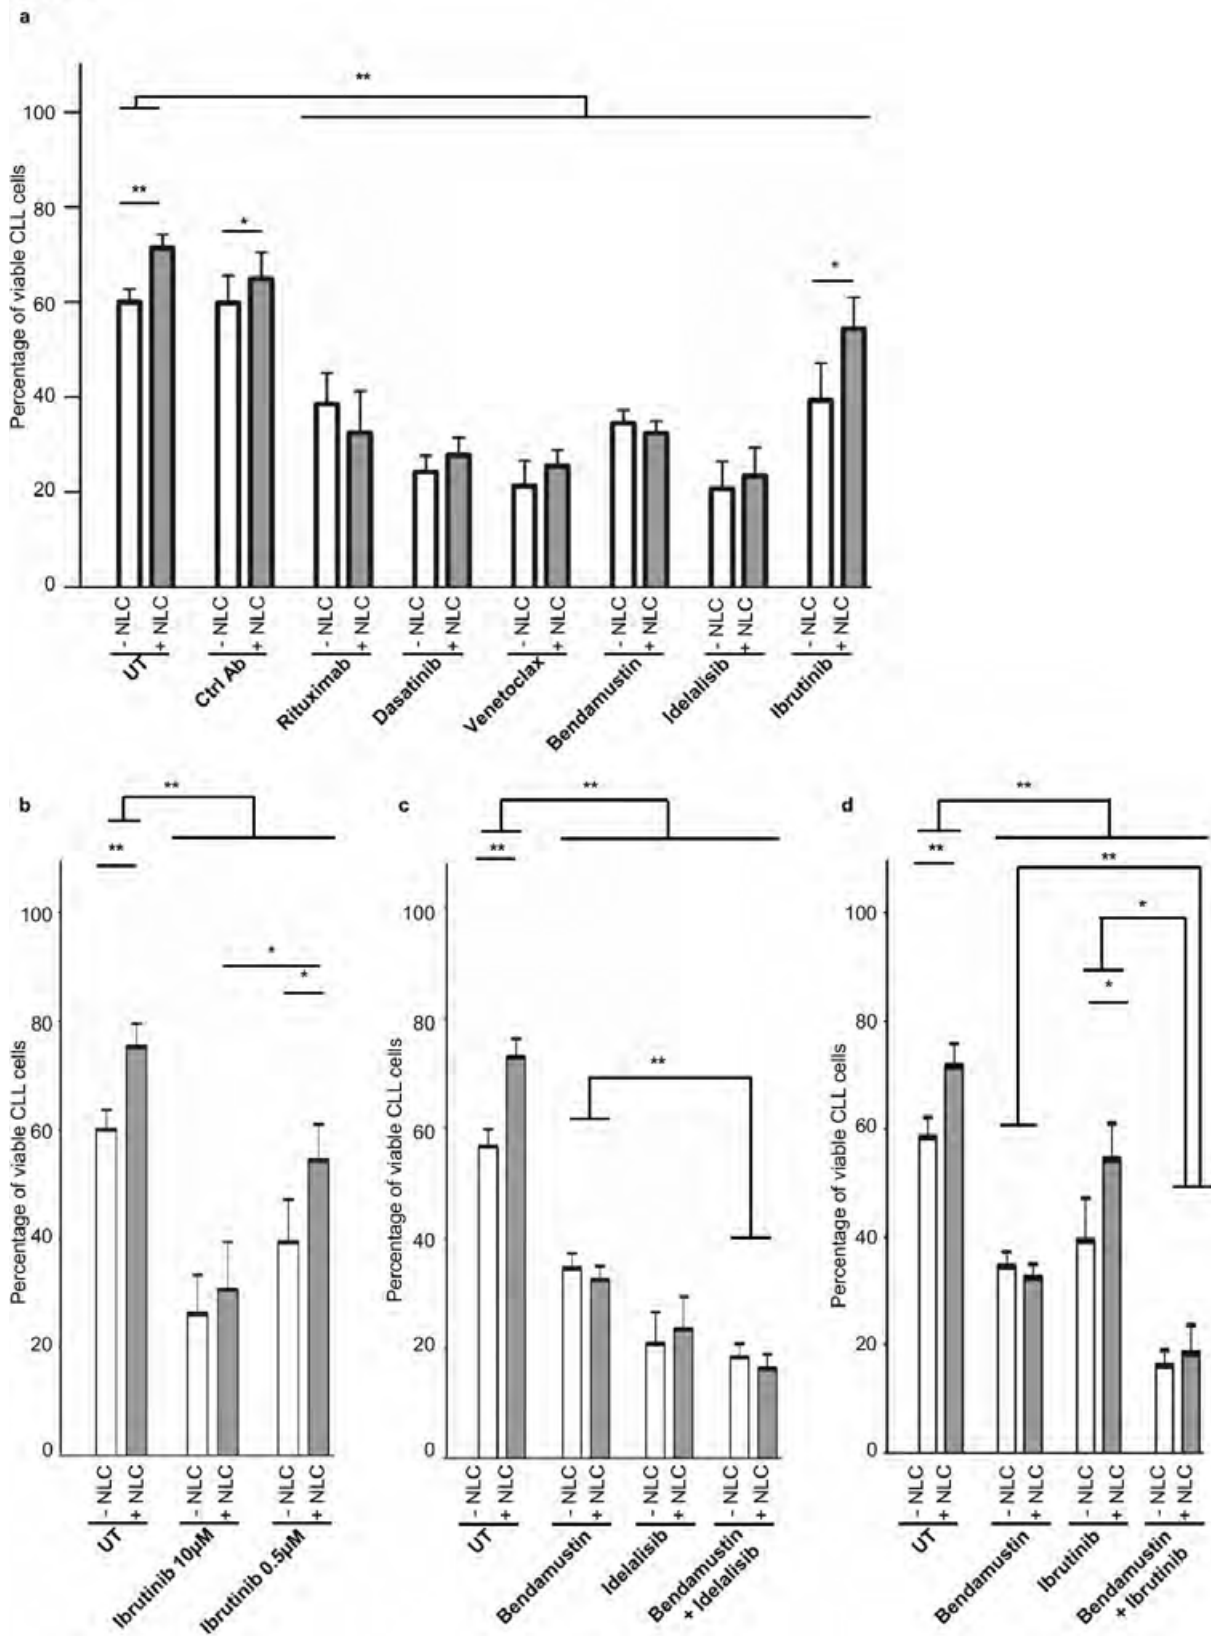 a
**
100
**
80
*
*
60
40
20
0
Percentage of viable CLL cells
- NLC + NLC - NLC + NLC - NLC + NLC - NLC + NLC - NLC + NLC - NLC + NLC - NLC + NLC - NLC + NLC
UT Ctrl Ab Rituximab Dasatinib Venetoclax Bendamustin Idelalisib Ibrutinib
b
**
**
100
*
*
80
60
40
20
0
Percentage of viable CLL cells
- NLC + NLC - NLC + NLC - NLC + NLC
UT Ibrutinib 10µM Ibrutinib 0.5µM
c
**
**
100
80
**
60
40
20
0
Percentage of viable CLL cells
- NLC + NLC - NLC + NLC - NLC + NLC - NLC + NLC
UT Bendamustin Idelalisib Bendamustin
+ Idelalisib
d
**
**
**
100
*
*
80
60
40
20
0
Percentage of viable CLL cells
- NLC + NLC - NLC + NLC - NLC + NLC - NLC + NLC
UT Bendamustin Ibrutinib Bendamustin
+ Ibrutinib